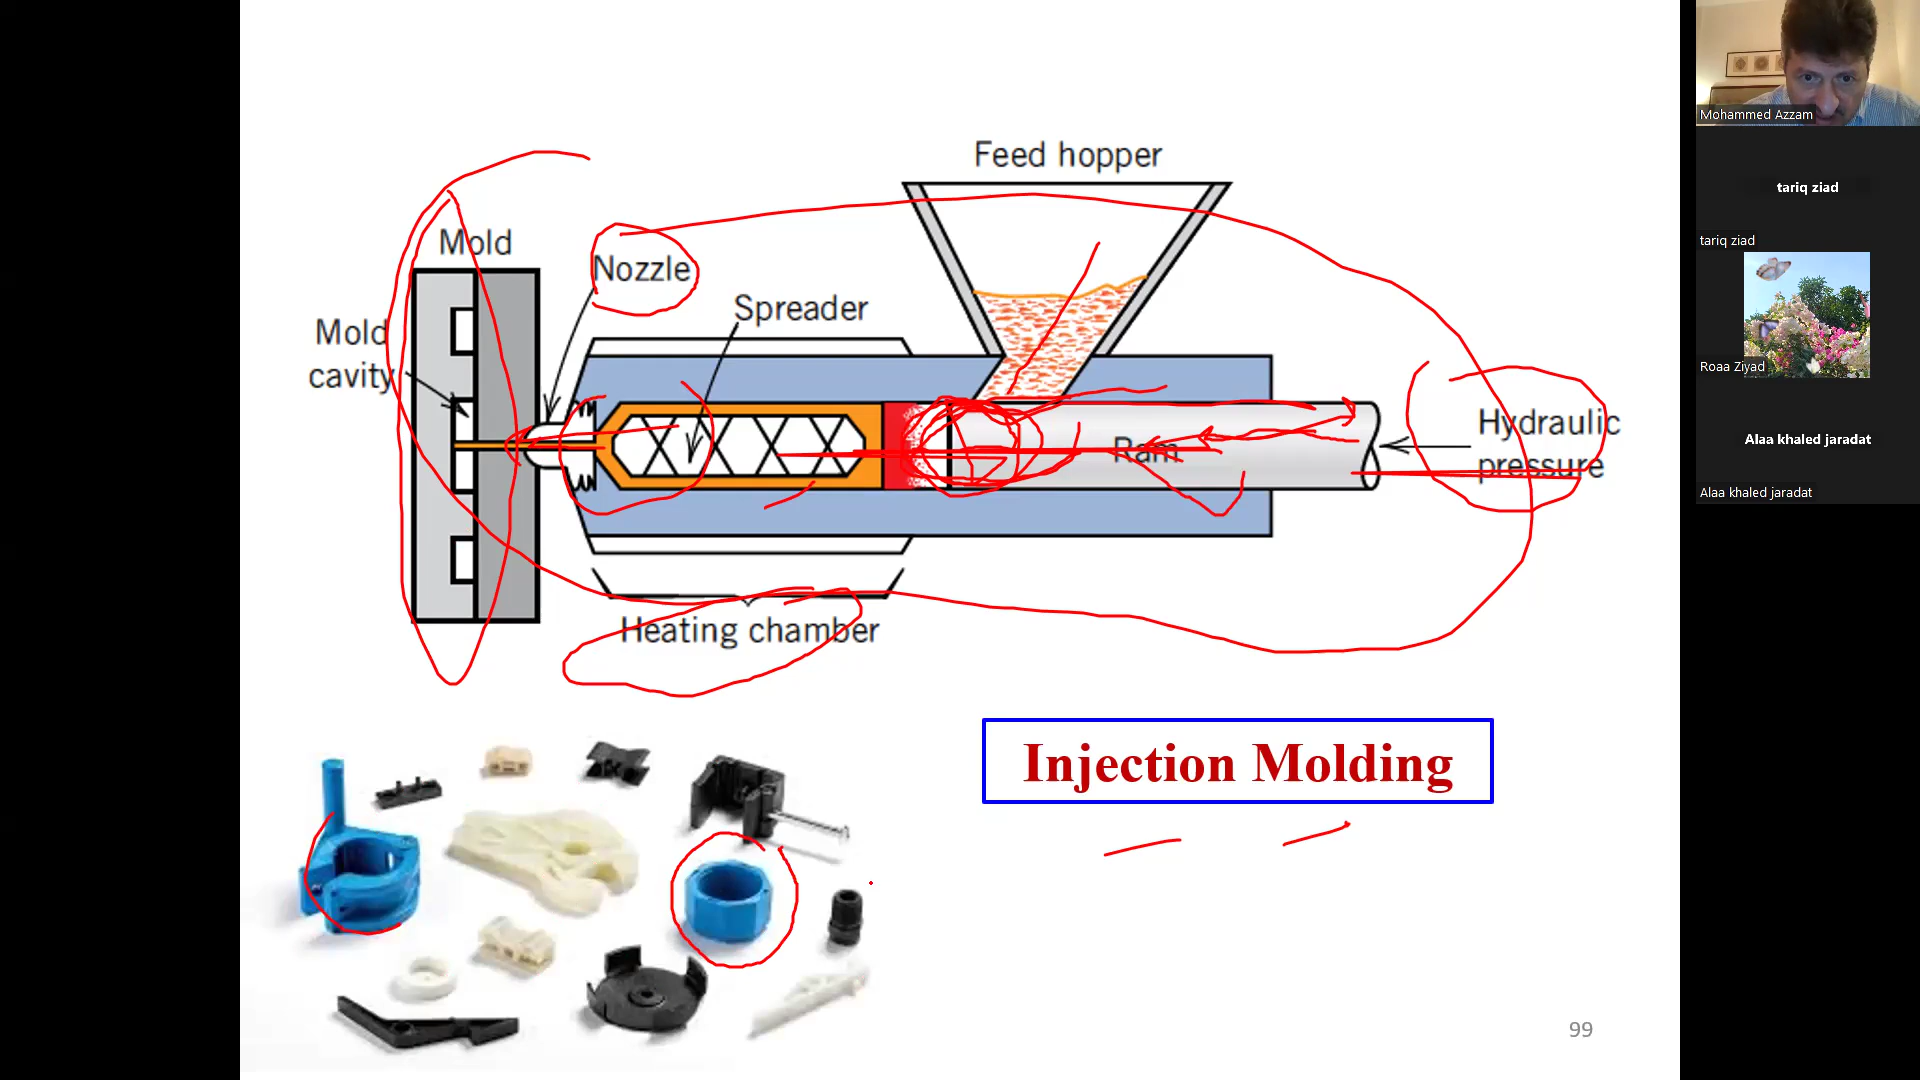 Feed hopper
Mold
Nozzle
Spreader
Mold
cavity
Ram
Hydraulic
pressure
Heating chamber
Injection Molding
99
Mohammed Azzam
tariq ziad
tariq ziad
Roaa Ziyad
Alaa khaled jaradat
Alaa khaled jaradat